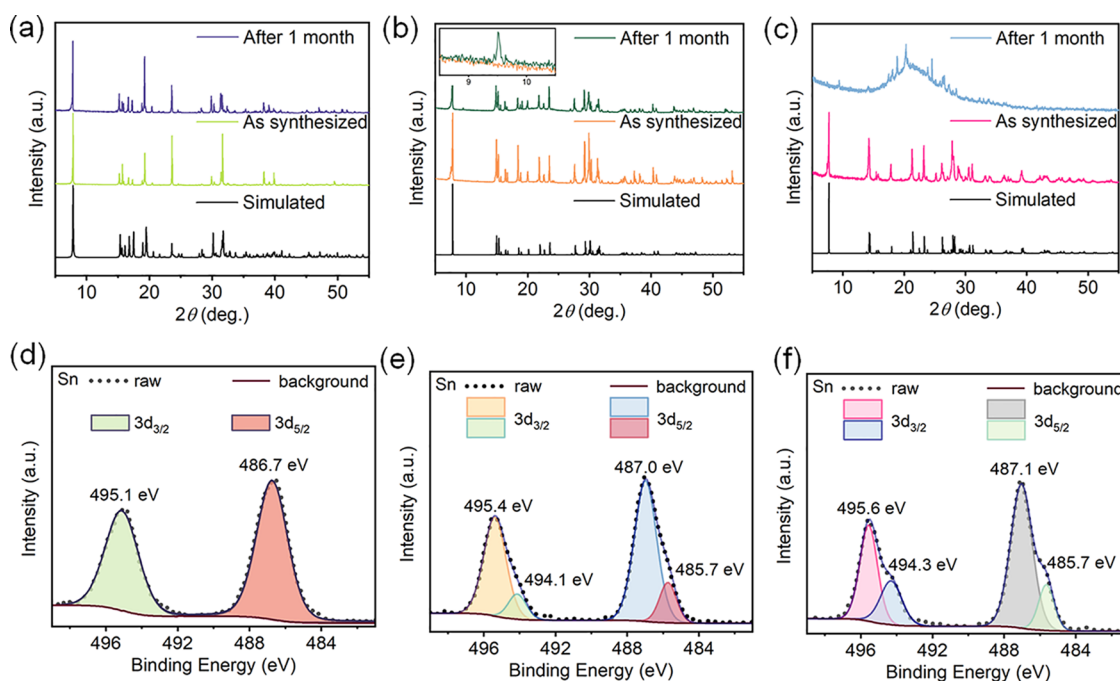 (a)
After 1 month
As synthesized
Simulated
Intensity (a.u.)
10 20 30 40 50
2θ (deg.)
(b)
9 10
After 1 month
As synthesized
Simulated
Intensity (a.u.)
10 20 30 40 50
2θ (deg.)
(c)
After 1 month
As synthesized
Simulated
Intensity (a.u.)
10 20 30 40 50
2θ (deg.)
(d)
Sn raw background
3d3/2 3d5/2
486.7 eV
495.1 eV
Intensity (a.u.)
496 492 488 484
Binding Energy (eV)
(e)
Sn raw background
3d3/2 3d5/2
487.0 eV
495.4 eV
494.1 eV
485.7 eV
Intensity (a.u.)
496 492 488 484
Binding Energy (eV)
(f)
Sn raw background
3d3/2 3d5/2
487.1 eV
495.6 eV
494.3 eV
485.7 eV
Intensity (a.u.)
496 492 488 484
Binding Energy (eV)